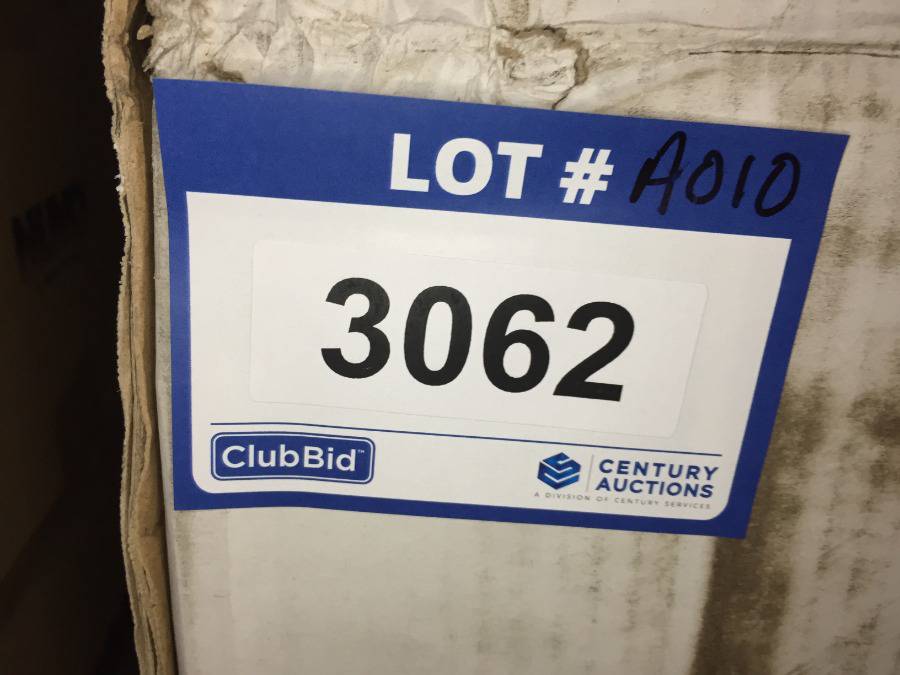 LOT # A010
3062
ClubBid™
CENTURY
AUCTIONS
A DIVISION OF CENTURY SERVICES